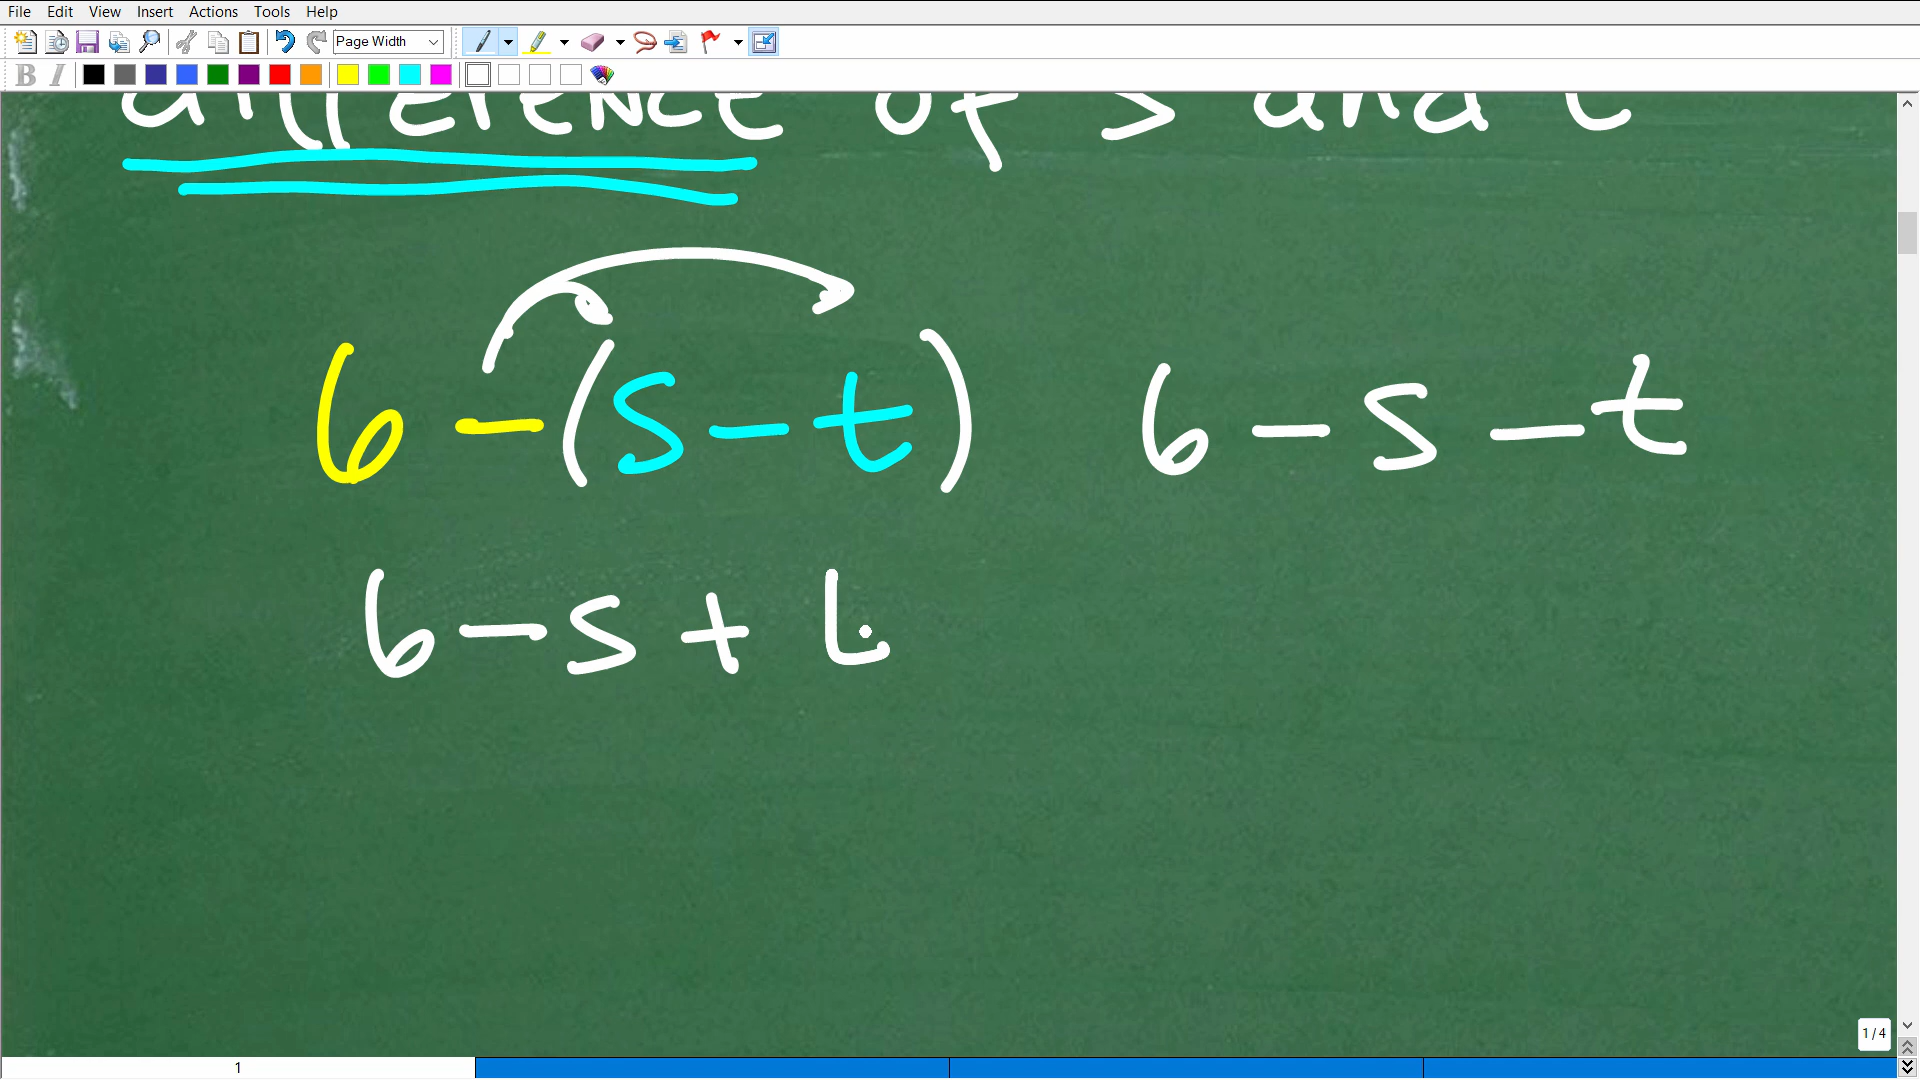 File Edit View Insert Actions Tools Help
Page Width
B I
difference of s and t
6 - (s - t) 6 - s - t
6 - s + t
1 / 4
1